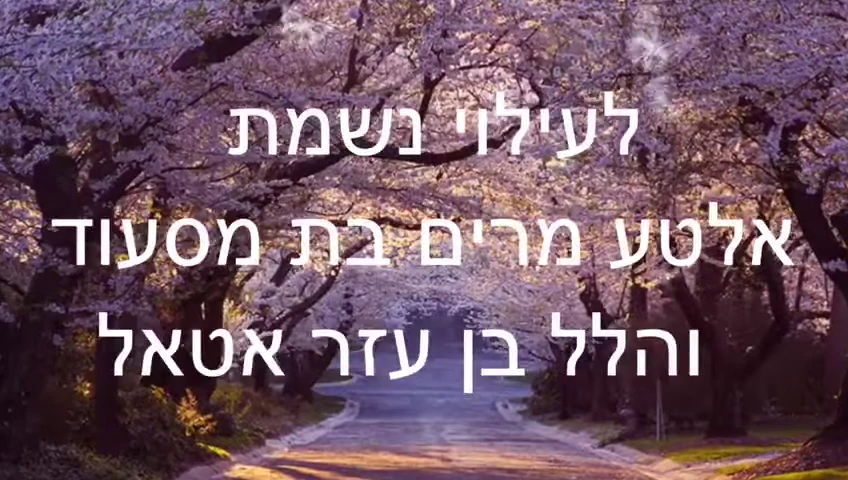 לעילוי נשמת
אלטע מרים בת מסעוד
והלל בן עזר אטאל